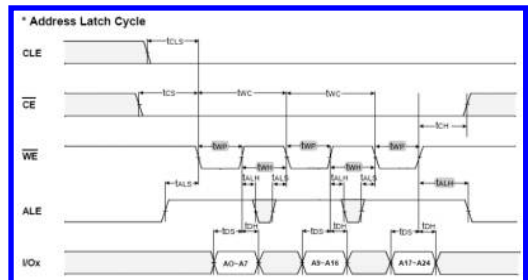 * Address Latch Cycle
CLE
tCLS
CE
tCS
tWC
tWC
tCH
WE
tWP
tWP
tWP
tWH
tWH
tALS
tALH
tALS
tALH
tALS
tALH
ALE
tDS
tDH
tDS
tDH
tDS
tDH
I/Ox
A0~A7
A9~A16
A17~A24